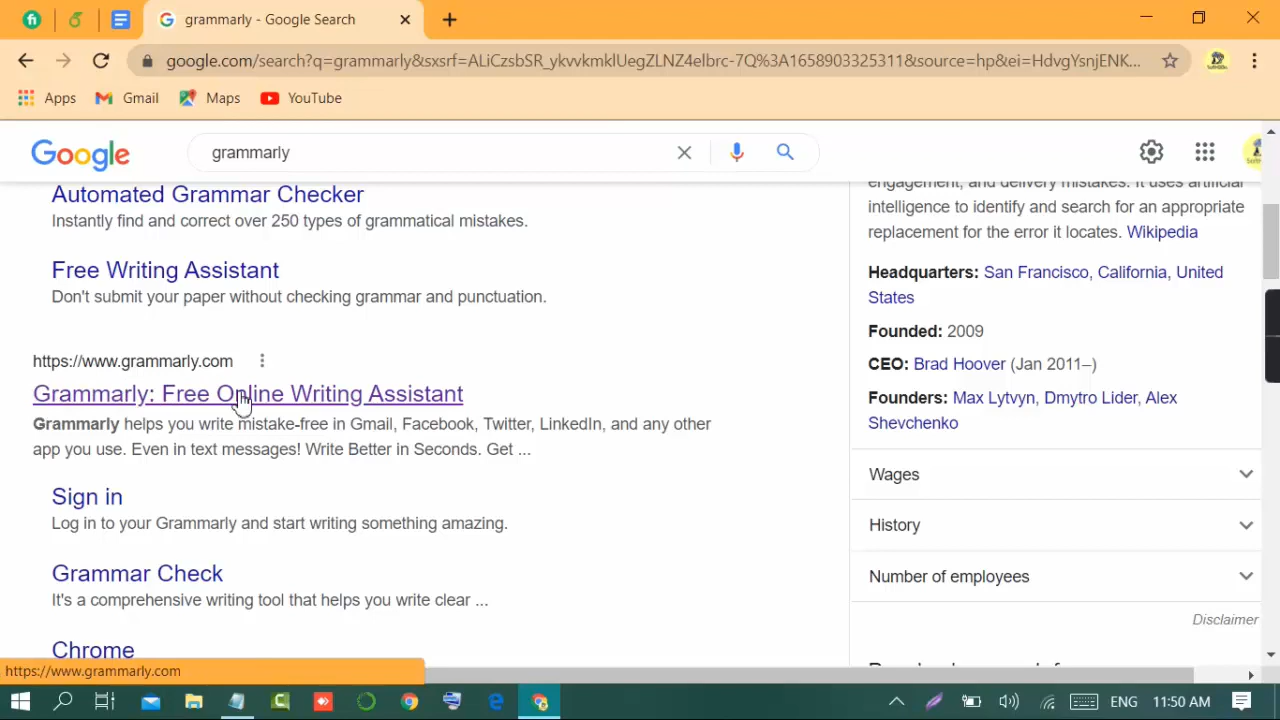 grammarly - Google Search
google.com/search?q=grammarly&sxsrf=ALiCzsbSR_ykvvkmklUegZLNZ4elbrc-7Q%3A1658903325311&source=hp&ei=HdvgYsnjENK...
Apps Gmail Maps YouTube
Google grammarly
Automated Grammar Checker
Instantly find and correct over 250 types of grammatical mistakes.
Free Writing Assistant
Don't submit your paper without checking grammar and punctuation.
https://www.grammarly.com
Grammarly: Free Online Writing Assistant
Grammarly helps you write mistake-free in Gmail, Facebook, Twitter, LinkedIn, and any other
app you use. Even in text messages! Write Better in Seconds. Get ...
Sign in
Log in to your Grammarly and start writing something amazing.
Grammar Check
It's a comprehensive writing tool that helps you write clear ...
Chrome
engagement, and delivery mistakes. It uses artificial
intelligence to identify and search for an appropriate
replacement for the error it locates. Wikipedia
Headquarters: San Francisco, California, United
States
Founded: 2009
CEO: Brad Hoover (Jan 2011–)
Founders: Max Lytvyn, Dmytro Lider, Alex
Shevchenko
Wages
History
Number of employees
Disclaimer
https://www.grammarly.com
ENG 11:50 AM